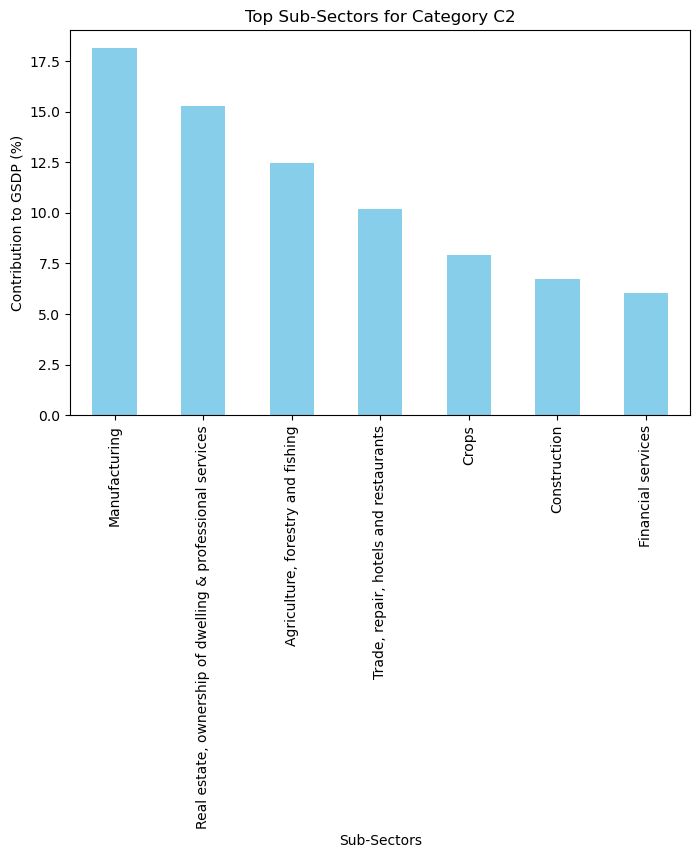 Top Sub-Sectors for Category C2
Contribution to GSDP (%)
17.5
15.0
12.5
10.0
7.5
5.0
2.5
0.0
Manufacturing
Real estate, ownership of dwelling & professional services
Agriculture, forestry and fishing
Trade, repair, hotels and restaurants
Crops
Construction
Financial services
Sub-Sectors